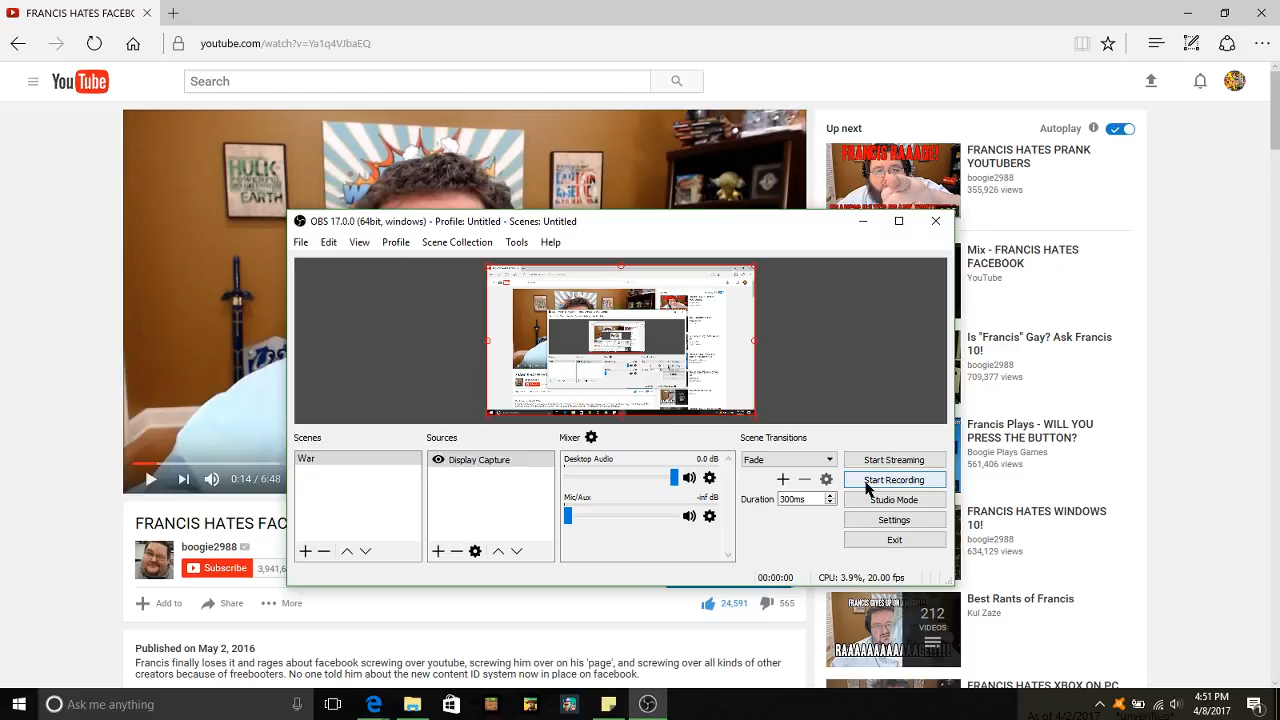 FRANCIS HATES FACEBO
youtube.com/watch?v=Ya1q4VJbaEQ
YouTube
Search
Up next
Autoplay
FRANCIS RAAAGE!
FRANCIS HATES PRANK
YOUTUBERS
boogie2988
355,926 views
Mix - FRANCIS HATES
FACEBOOK
YouTube
Is "Francis" Gay? Ask Francis
10!
boogie2988
709,377 views
Francis Plays - WILL YOU
PRESS THE BUTTON?
Boogie Plays Games
561,406 views
FRANCIS HATES WINDOWS
10!
boogie2988
634,129 views
Best Rants of Francis
Kul Zaze
212
VIDEOS
FRANCIS HATES XBOX ON PC
OBS 17.0.0 (64bit, windows) - Profile: Untitled - Scenes: Untitled
File Edit View Profile Scene Collection Tools Help
Scenes
War
Sources
Display Capture
Mixer
Desktop Audio 0.0 dB
Mic/Aux -inf dB
Scene Transitions
Fade
Duration 300ms
Start Streaming
Start Recording
Studio Mode
Settings
Exit
00:00:00 CPU: 3.9%, 20.00 fps
0:14 / 6:48
FRANCIS HATES FAC
boogie2988
Subscribe 3,941,6
Add to Share More
24,591 565
Published on May 2, 2016
Francis finally loses it and rages about facebook screwing over youtube, screwing him over on his 'page', and screwing over all kinds of other
creators because of freebooters. No one told him about the new content ID system now in place on facebook.
Ask me anything
4:51 PM
4/8/2017